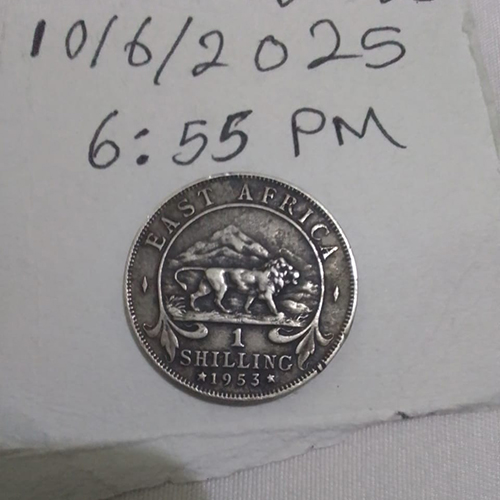 10/6/2025
6:55 PM
EAST AFRICA
1
SHILLING
★1953★